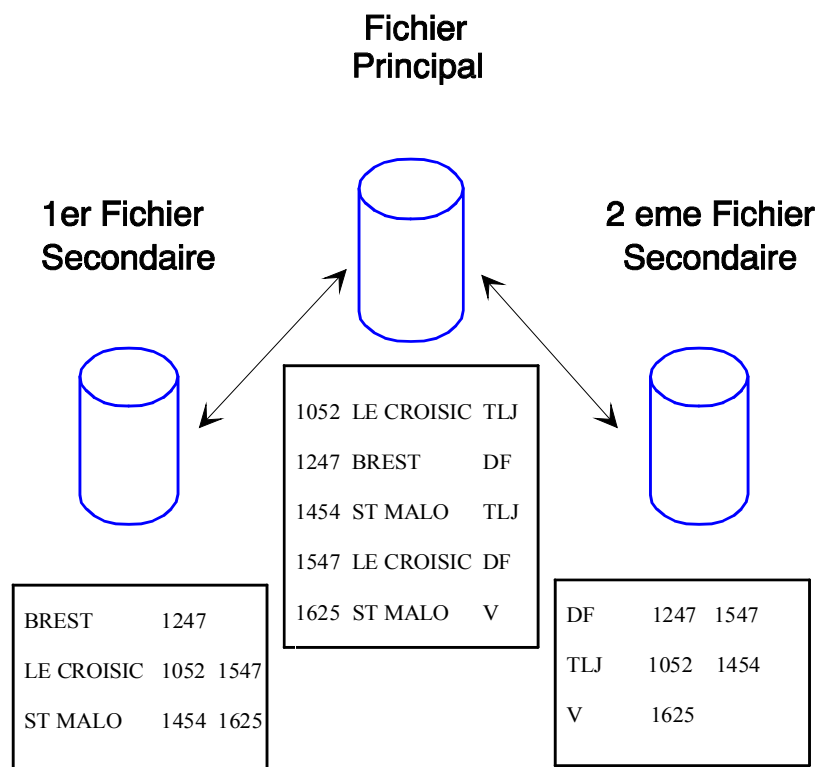 Fichier
Principal
1er Fichier
Secondaire
2 eme Fichier
Secondaire
1052 LE CROISIC TLJ
1247 BREST DF
1454 ST MALO TLJ
1547 LE CROISIC DF
1625 ST MALO V
BREST 1247
LE CROISIC 1052 1547
ST MALO 1454 1625
DF 1247 1547
TLJ 1052 1454
V 1625